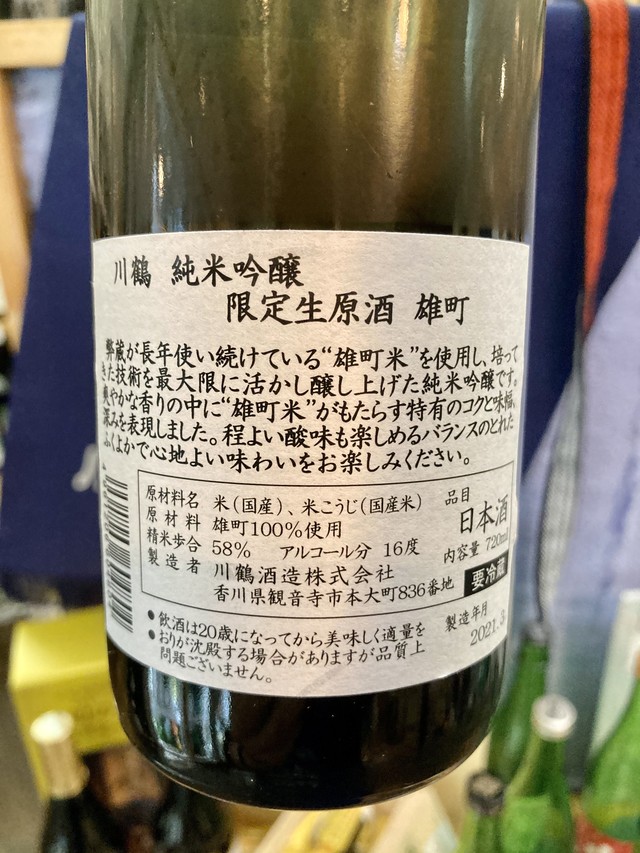 川鶴 純米吟醸
限定生原酒 雄町
弊蔵が長年使い続けている“雄町米”を使用し、培って
きた技術を最大限に活かし醸し上げた純米吟醸です。
爽やかな香りの中に“雄町米”がもたらす特有のコクと味幅、
深みを表現しました。程よい酸味も楽しめるバランスのとれた
ふくよかで心地よい味わいをお楽しみください。
原材料名 米(国産)、米こうじ(国産米)
原材料 雄町100%使用
精米歩合 58% アルコール分 16度
製造者 川鶴酒造株式会社
香川県観音寺市本大町836番地
品目
日本酒
内容量 720ml
要冷蔵
●飲酒は20歳になってから美味しく適量を
●おりが沈殿する場合がありますが品質上
問題ございません。
製造年月
2021.3